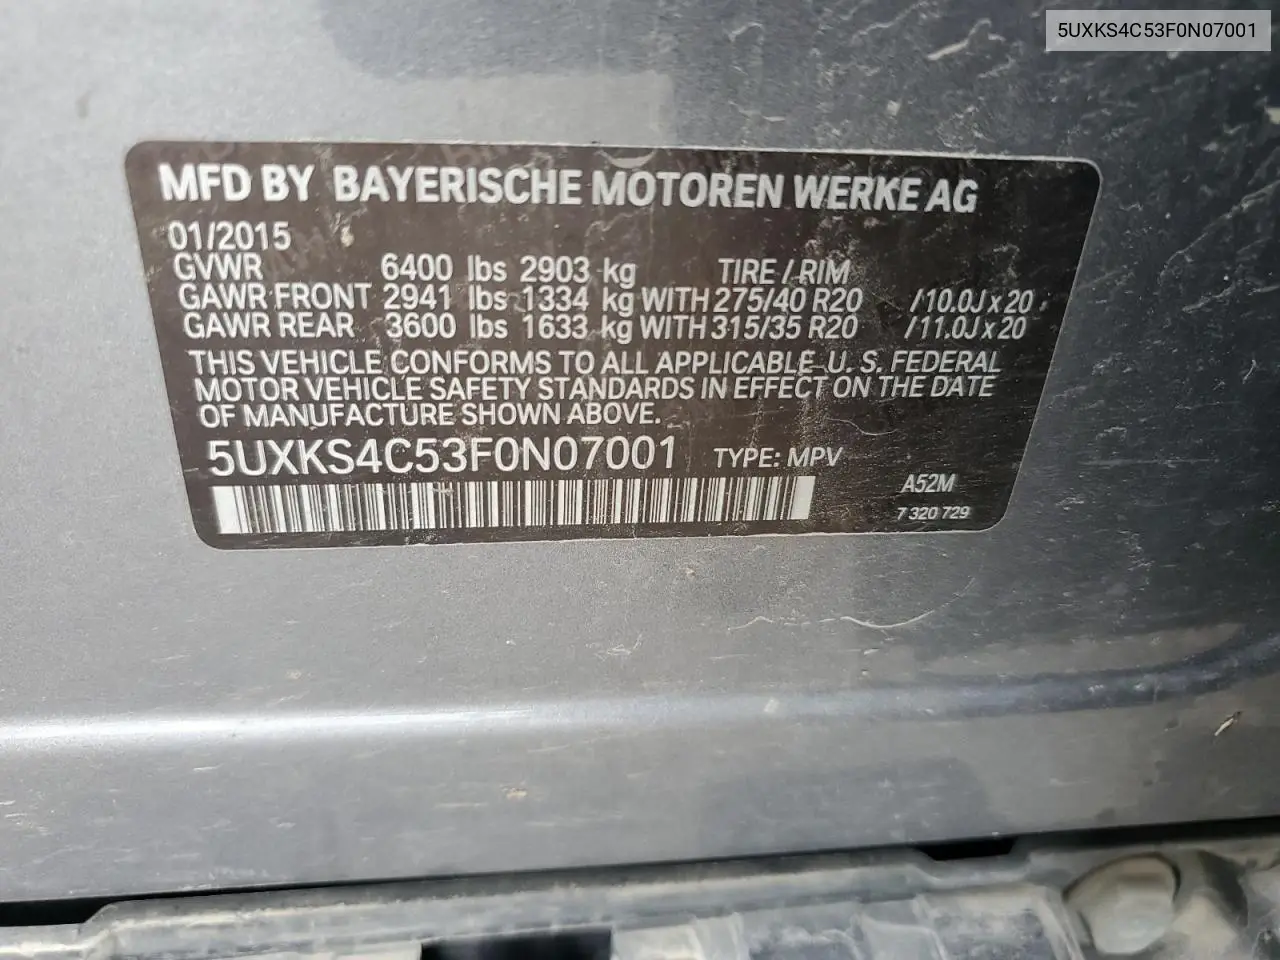 5UXKS4C53F0N07001
MFD BY BAYERISCHE MOTOREN WERKE AG
01/2015
GVWR 6400 lbs 2903 kg TIRE / RIM
GAWR FRONT 2941 lbs 1334 kg WITH 275/40 R20 /10.0J x 20
GAWR REAR 3600 lbs 1633 kg WITH 315/35 R20 /11.0J x 20
THIS VEHICLE CONFORMS TO ALL APPLICABLE U. S. FEDERAL
MOTOR VEHICLE SAFETY STANDARDS IN EFFECT ON THE DATE
OF MANUFACTURE SHOWN ABOVE.
5UXKS4C53F0N07001 TYPE: MPV
A52M
7 320 729